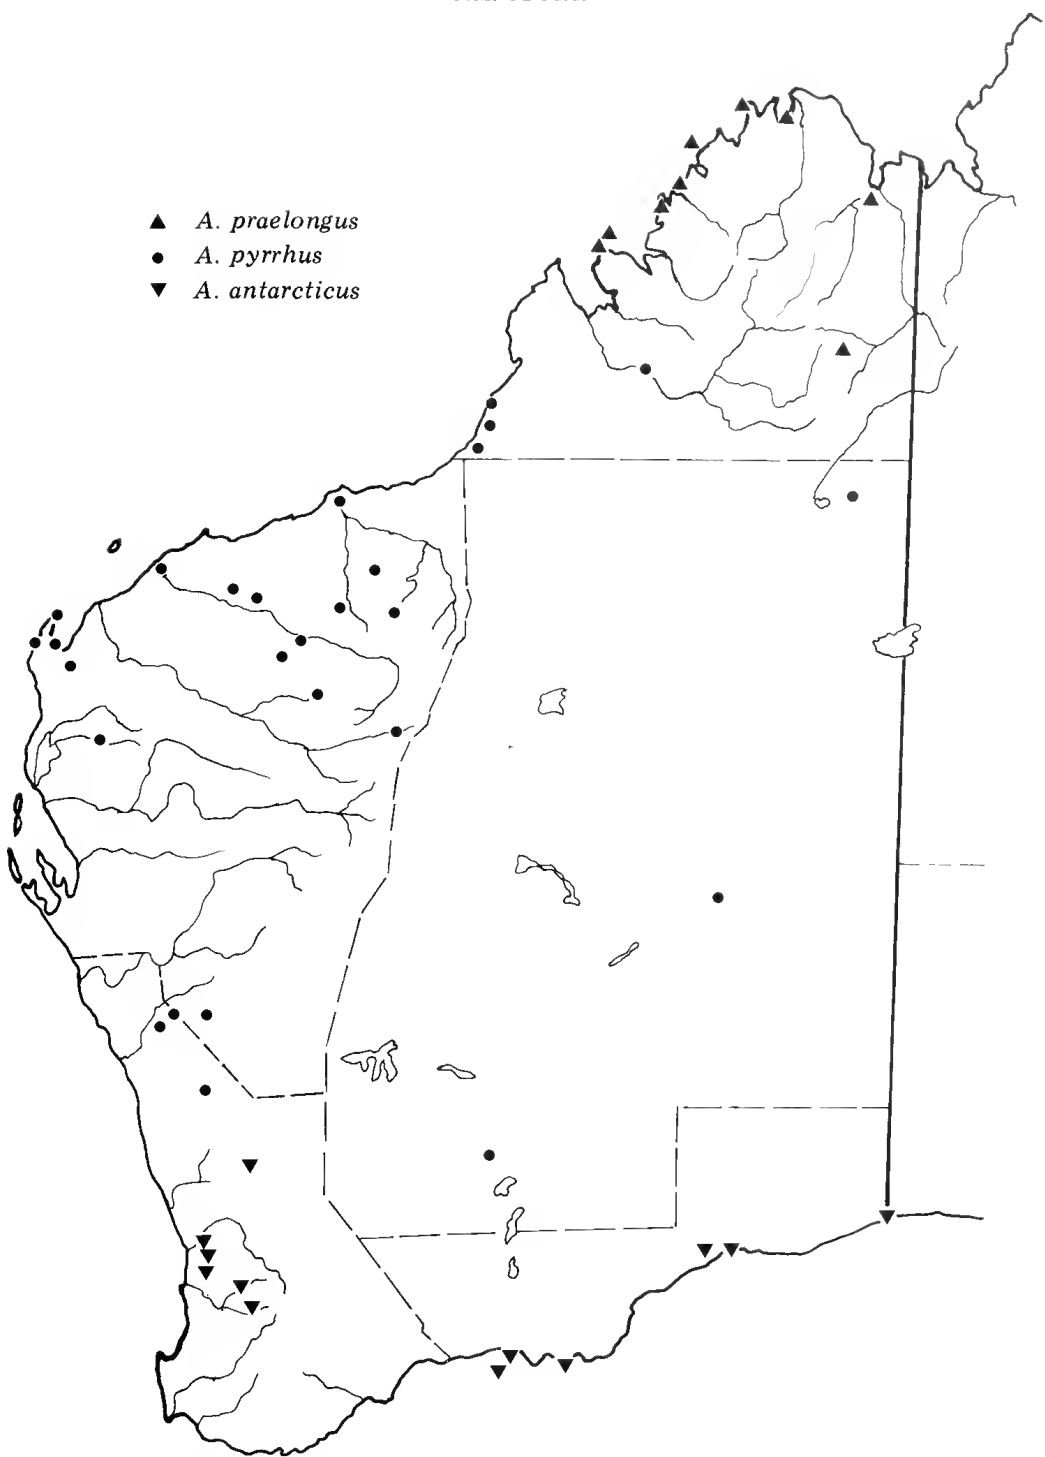 ▲ A. praelongus
● A. pyrrhus
▼ A. antarcticus